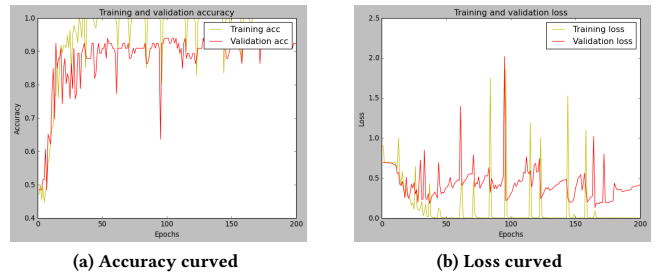 Training and validation accuracy
1.0
0.9
0.8
0.7
0.6
0.5
0.4
Accuracy
Training acc
Validation acc
0
50
100
150
200
Epochs
(a) Accuracy curved
Training and validation loss
2.5
2.0
1.5
1.0
0.5
0.0
Loss
Training loss
Validation loss
0
50
100
150
200
Epochs
(b) Loss curved